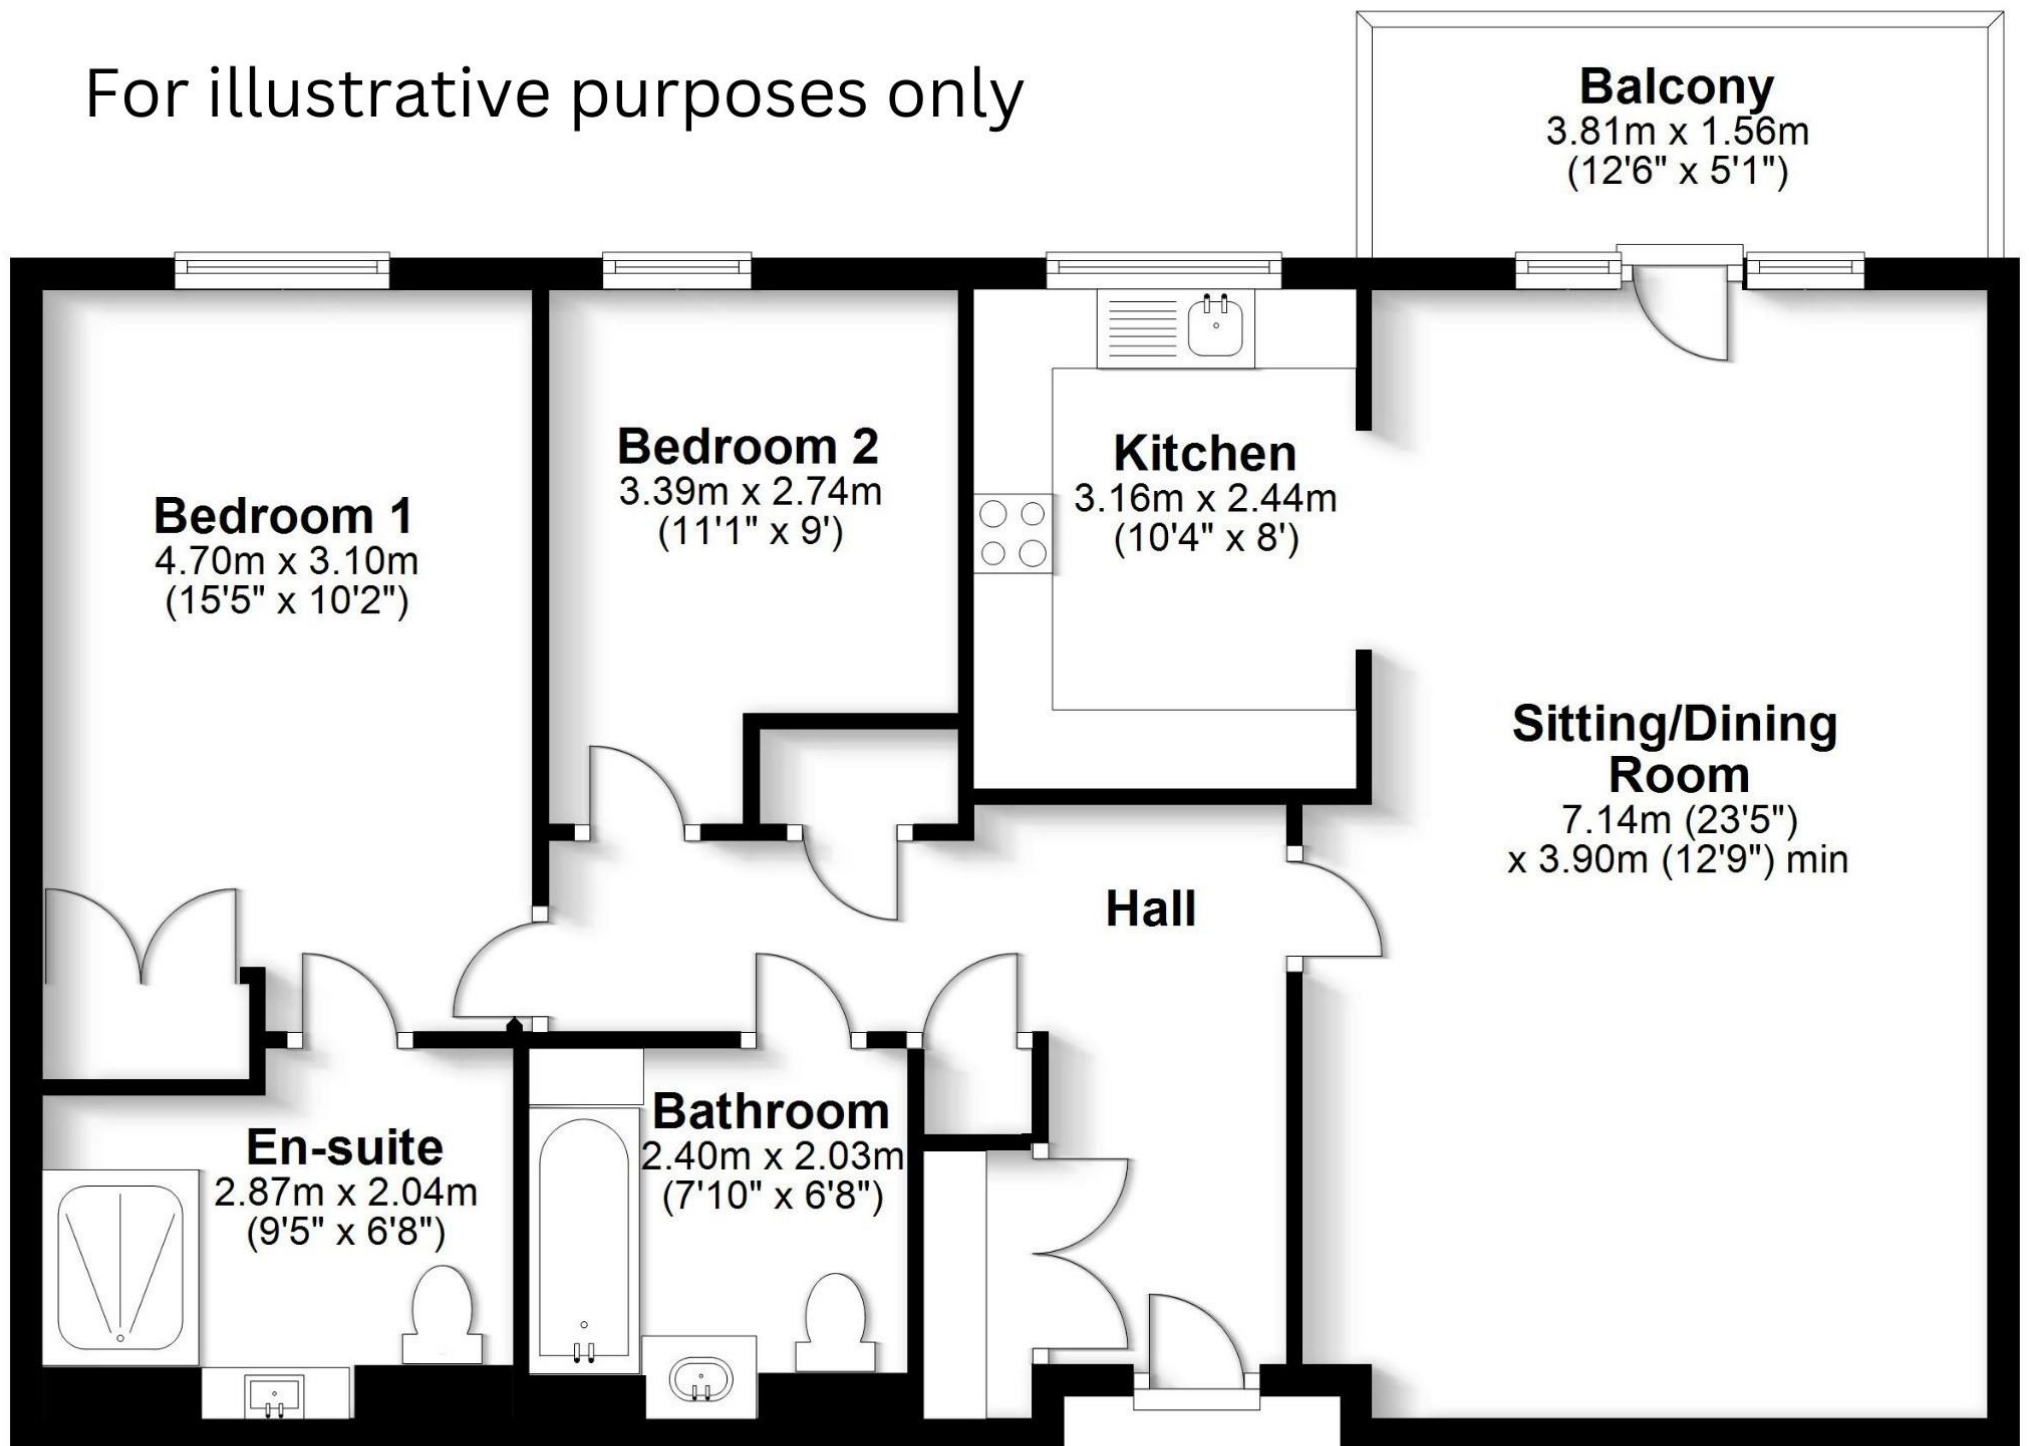 For illustrative purposes only
Balcony
3.81m x 1.56m
(12'6" x 5'1")
Bedroom 1
4.70m x 3.10m
(15'5" x 10'2")
Bedroom 2
3.39m x 2.74m
(11'1" x 9')
Kitchen
3.16m x 2.44m
(10'4" x 8')
Sitting/Dining
Room
7.14m (23'5")
x 3.90m (12'9") min
Hall
En-suite
2.87m x 2.04m
(9'5" x 6'8")
Bathroom
2.40m x 2.03m
(7'10" x 6'8")